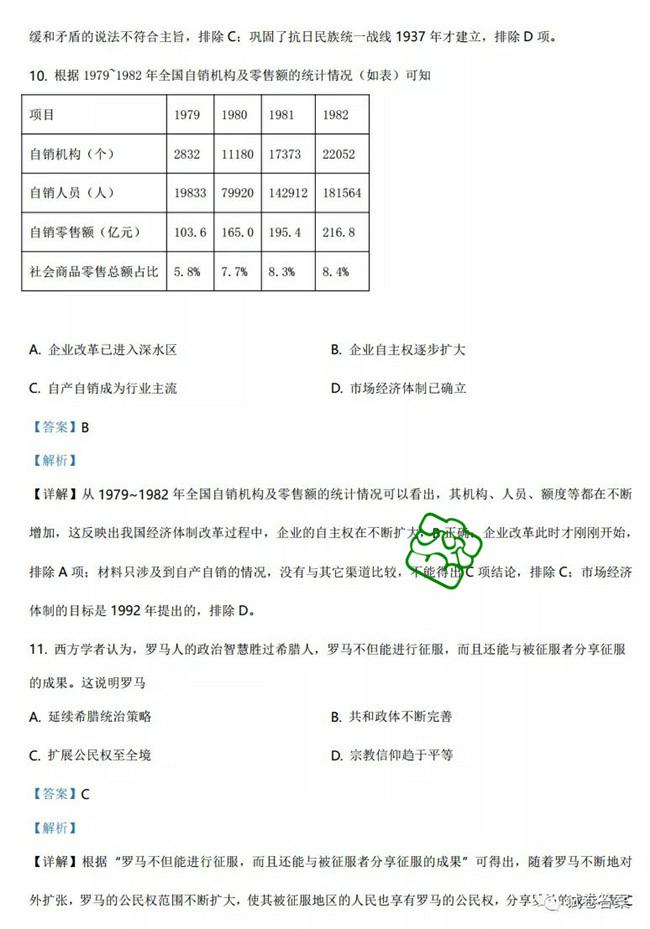 缓和矛盾的说法不符合主旨，排除 C；巩固了抗日民族统一战线 1937 年才建立，排除 D 项。
10. 根据 1979~1982 年全国自销机构及零售额的统计情况（如表）可知
项目 1979 1980 1981 1982
自销机构（个） 2832 11180 17373 22052
自销人员（人） 19833 79920 142912 181564
自销零售额（亿元） 103.6 165.0 195.4 216.8
社会商品零售总额占比 5.8% 7.7% 8.3% 8.4%
A. 企业改革已进入深水区 B. 企业自主权逐步扩大
C. 自产自销成为行业主流 D. 市场经济体制已确立
【答案】B
【解析】
【详解】从 1979~1982 年全国自销机构及零售额的统计情况可以看出，其机构、人员、额度等都在不断
增加，这反映出我国经济体制改革过程中，企业的自主权在不断扩大，B 正确；企业改革此时才刚刚开始，
排除 A 项；材料只涉及到自产自销的情况，没有与其它渠道比较，不能得出 C 项结论，排除 C；市场经济
体制的目标是 1992 年提出的，排除 D。
11. 西方学者认为，罗马人的政治智慧胜过希腊人，罗马不但能进行征服，而且还能与被征服者分享征服
的成果。这说明罗马
A. 延续希腊统治策略 B. 共和政体不断完善
C. 扩展公民权至全境 D. 宗教信仰趋于平等
【答案】C
【解析】
【详解】根据“罗马不但能进行征服，而且还能与被征服者分享征服的成果”可得出，随着罗马不断地对
外扩张，罗马的公民权范围不断扩大，使其被征服地区的人民也享有罗马的公民权，分享 试卷答案